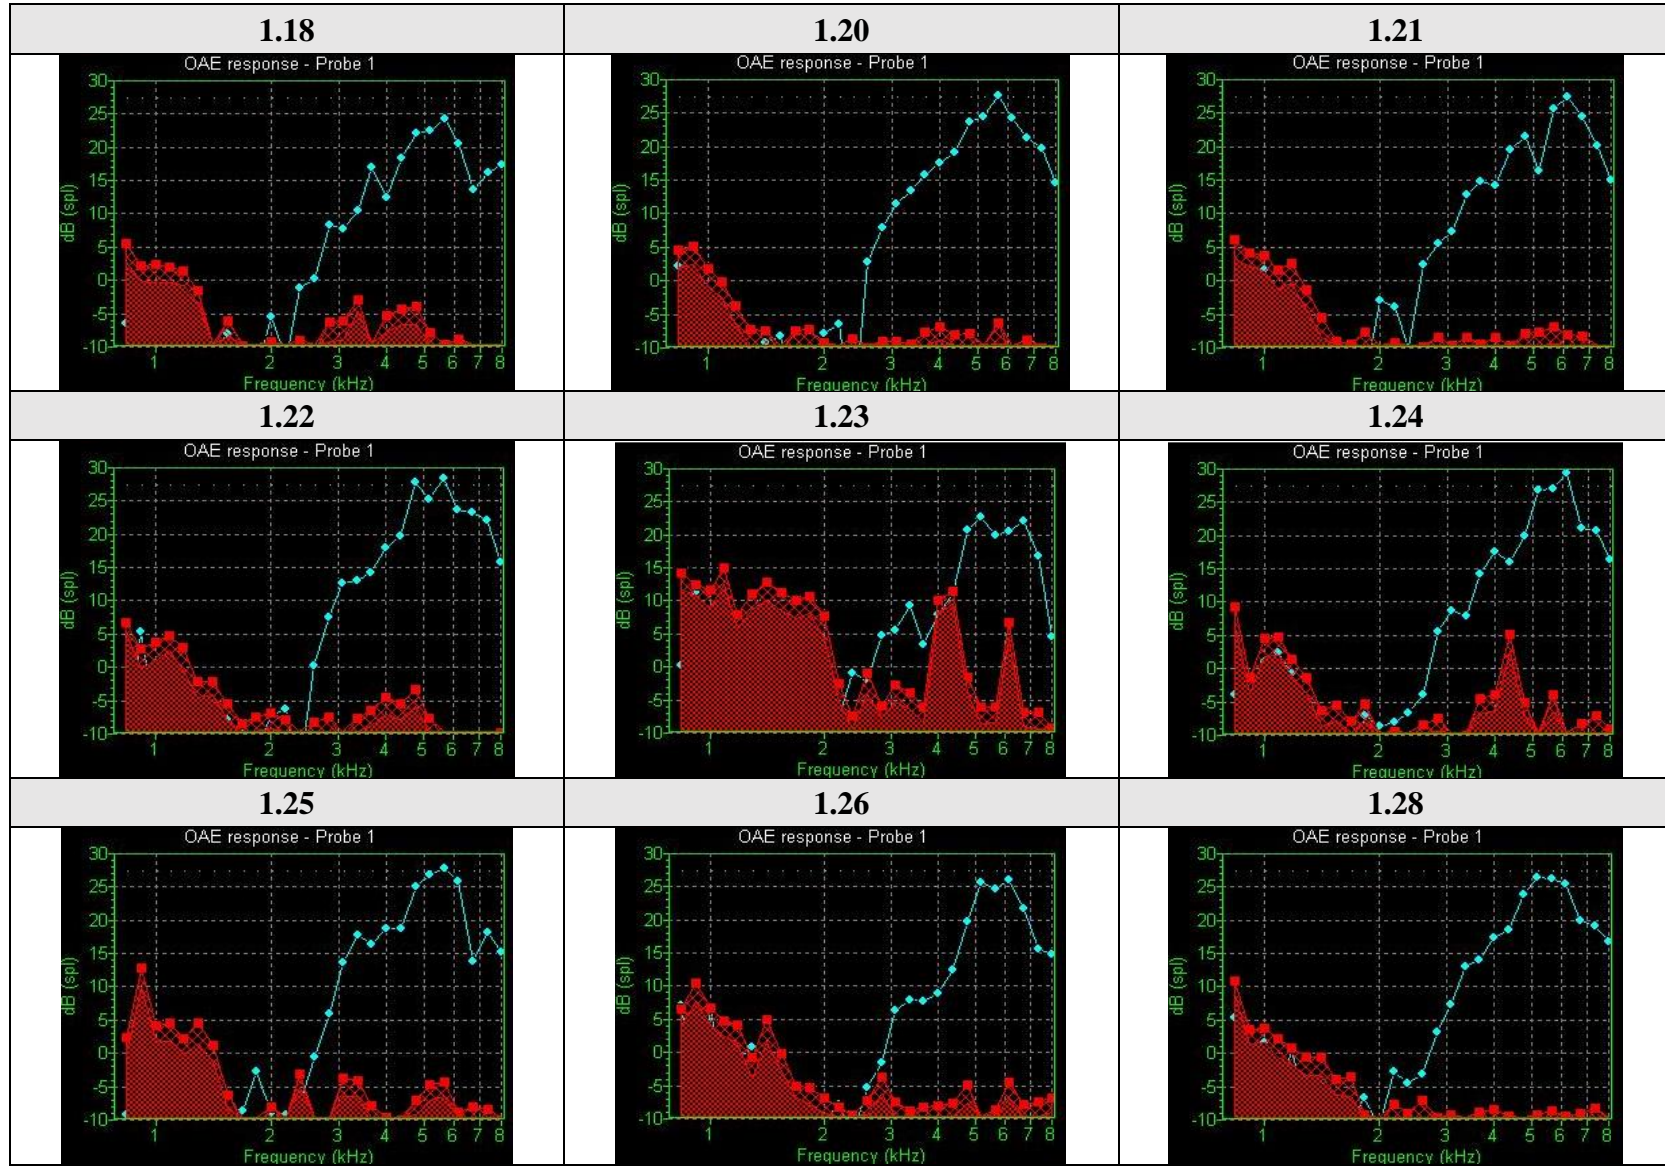 1.18 1.20 1.21
OAE response - Probe 1 OAE response - Probe 1 OAE response - Probe 1
30 30 30
25 25 25
20 20 20
15 15 15
10 10 10
5 5 5
0 0 0
-5 -5 -5
-10 -10 -10
dB (spl) dB (spl) dB (spl)
1 2 3 4 5 6 7 8 1 2 3 4 5 6 7 8 1 2 3 4 5 6 7 8
Frequency (kHz) Frequency (kHz) Frequency (kHz)
1.22 1.23 1.24
OAE response - Probe 1 OAE response - Probe 1 OAE response - Probe 1
30 30 30
25 25 25
20 20 20
15 15 15
10 10 10
5 5 5
0 0 0
-5 -5 -5
-10 -10 -10
dB (spl) dB (spl) dB (spl)
1 2 3 4 5 6 7 8 1 2 3 4 5 6 7 8 1 2 3 4 5 6 7 8
Frequency (kHz) Frequency (kHz) Frequency (kHz)
1.25 1.26 1.28
OAE response - Probe 1 OAE response - Probe 1 OAE response - Probe 1
30 30 30
25 25 25
20 20 20
15 15 15
10 10 10
5 5 5
0 0 0
-5 -5 -5
-10 -10 -10
dB (spl) dB (spl) dB (spl)
1 2 3 4 5 6 7 8 1 2 3 4 5 6 7 8 1 2 3 4 5 6 7 8
Frequency (kHz) Frequency (kHz) Frequency (kHz)